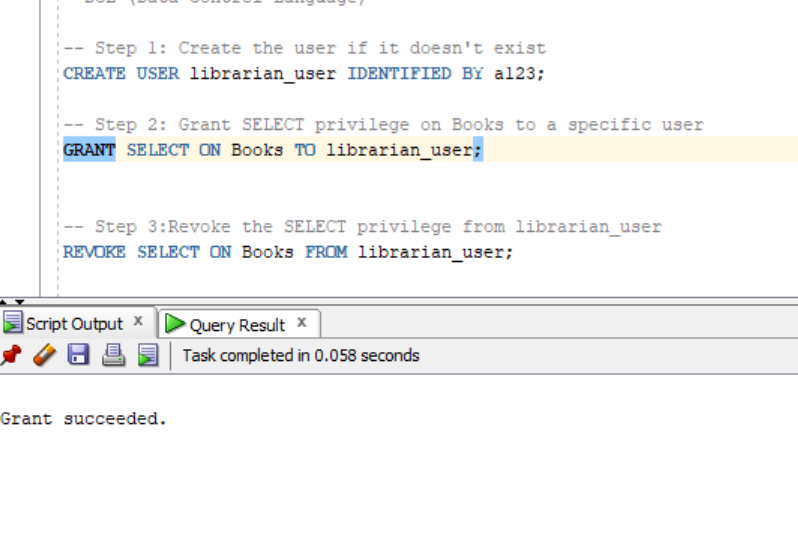 DCL (Data Control Language)
-- Step 1: Create the user if it doesn't exist
CREATE USER librarian_user IDENTIFIED BY a123;
-- Step 2: Grant SELECT privilege on Books to a specific user
GRANT SELECT ON Books TO librarian_user;
-- Step 3:Revoke the SELECT privilege from librarian_user
REVOKE SELECT ON Books FROM librarian_user;
Script Output x Query Result x
Task completed in 0.058 seconds
Grant succeeded.